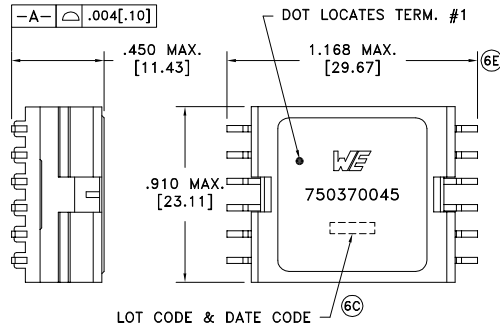 -A- ⌓ .004[.10]
DOT LOCATES TERM. #1
.450 MAX.
[11.43]
1.168 MAX.
[29.67]
6E
.910 MAX.
[23.11]
WE
750370045
LOT CODE & DATE CODE
6C